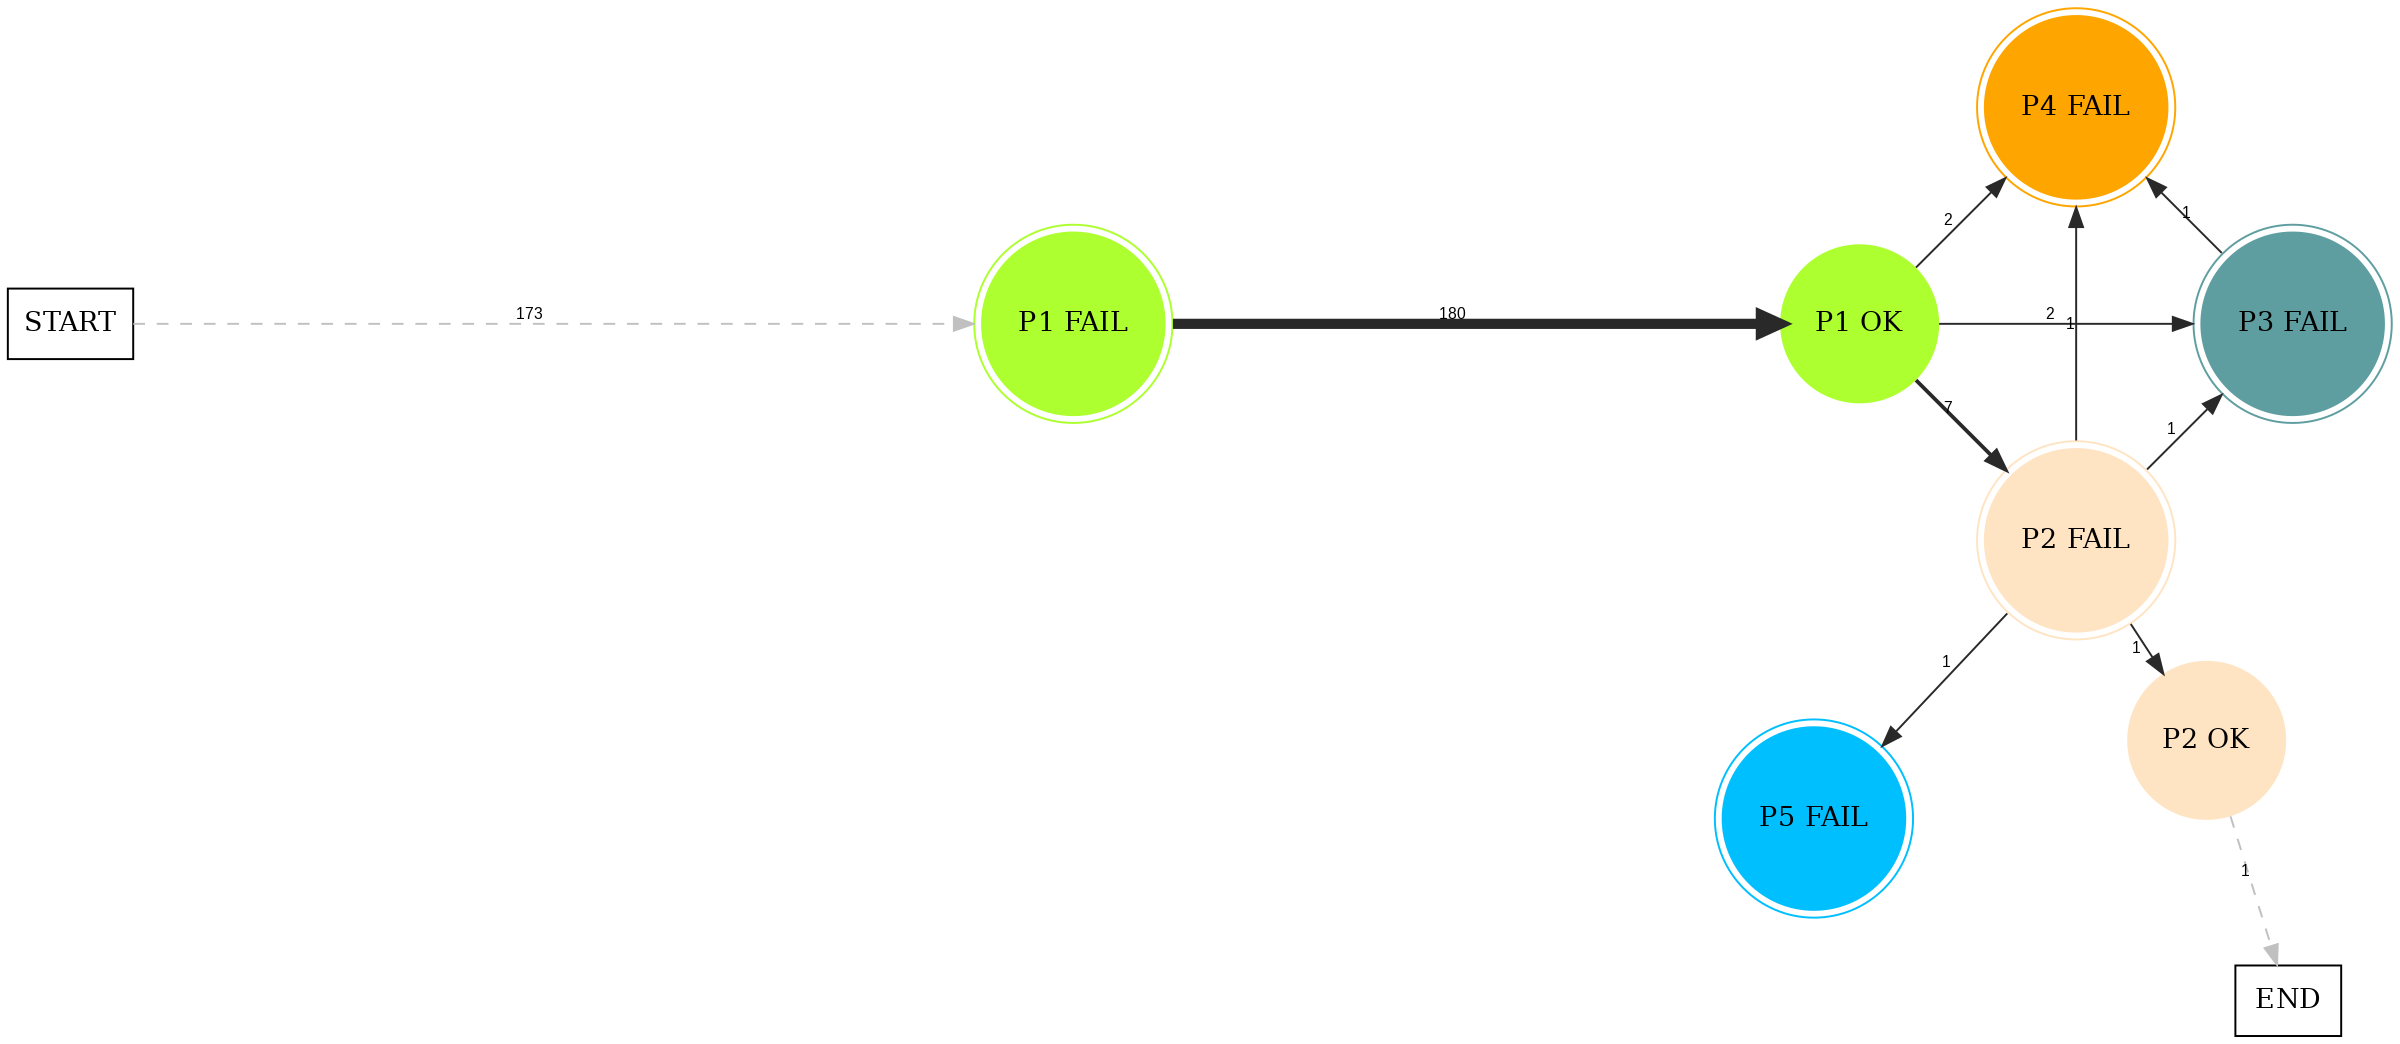 P4 FAIL
2
1
START
173
P1 FAIL
180
P1 OK
2
1
P3 FAIL
7
1
P2 FAIL
1
1
P2 OK
P5 FAIL
1
END